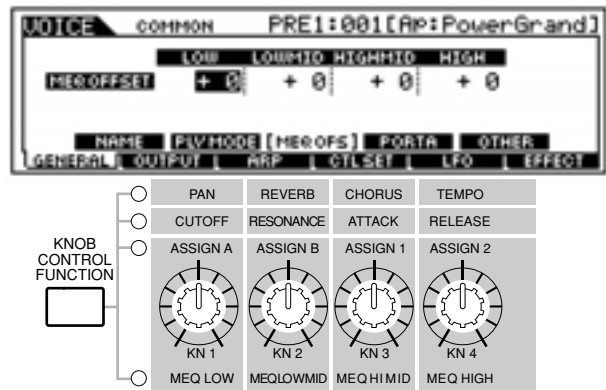 VOICE COMMON PRE1:001[AP:PowerGrand]
LOW LOWMID HIGHMID HIGH
MEQ OFFSET + 0 + 0 + 0 + 0
NAME PLY MODE [MEQ OFS] PORTA OTHER
GENERAL OUTPUT ARP CTL SET LFO EFFECT
PAN REVERB CHORUS TEMPO
CUTOFF RESONANCE ATTACK RELEASE
KNOB
CONTROL
FUNCTION
ASSIGN A ASSIGN B ASSIGN 1 ASSIGN 2
KN 1 KN 2 KN 3 KN 4
MEQ LOW MEQLOWMID MEQ HI MID MEQ HIGH